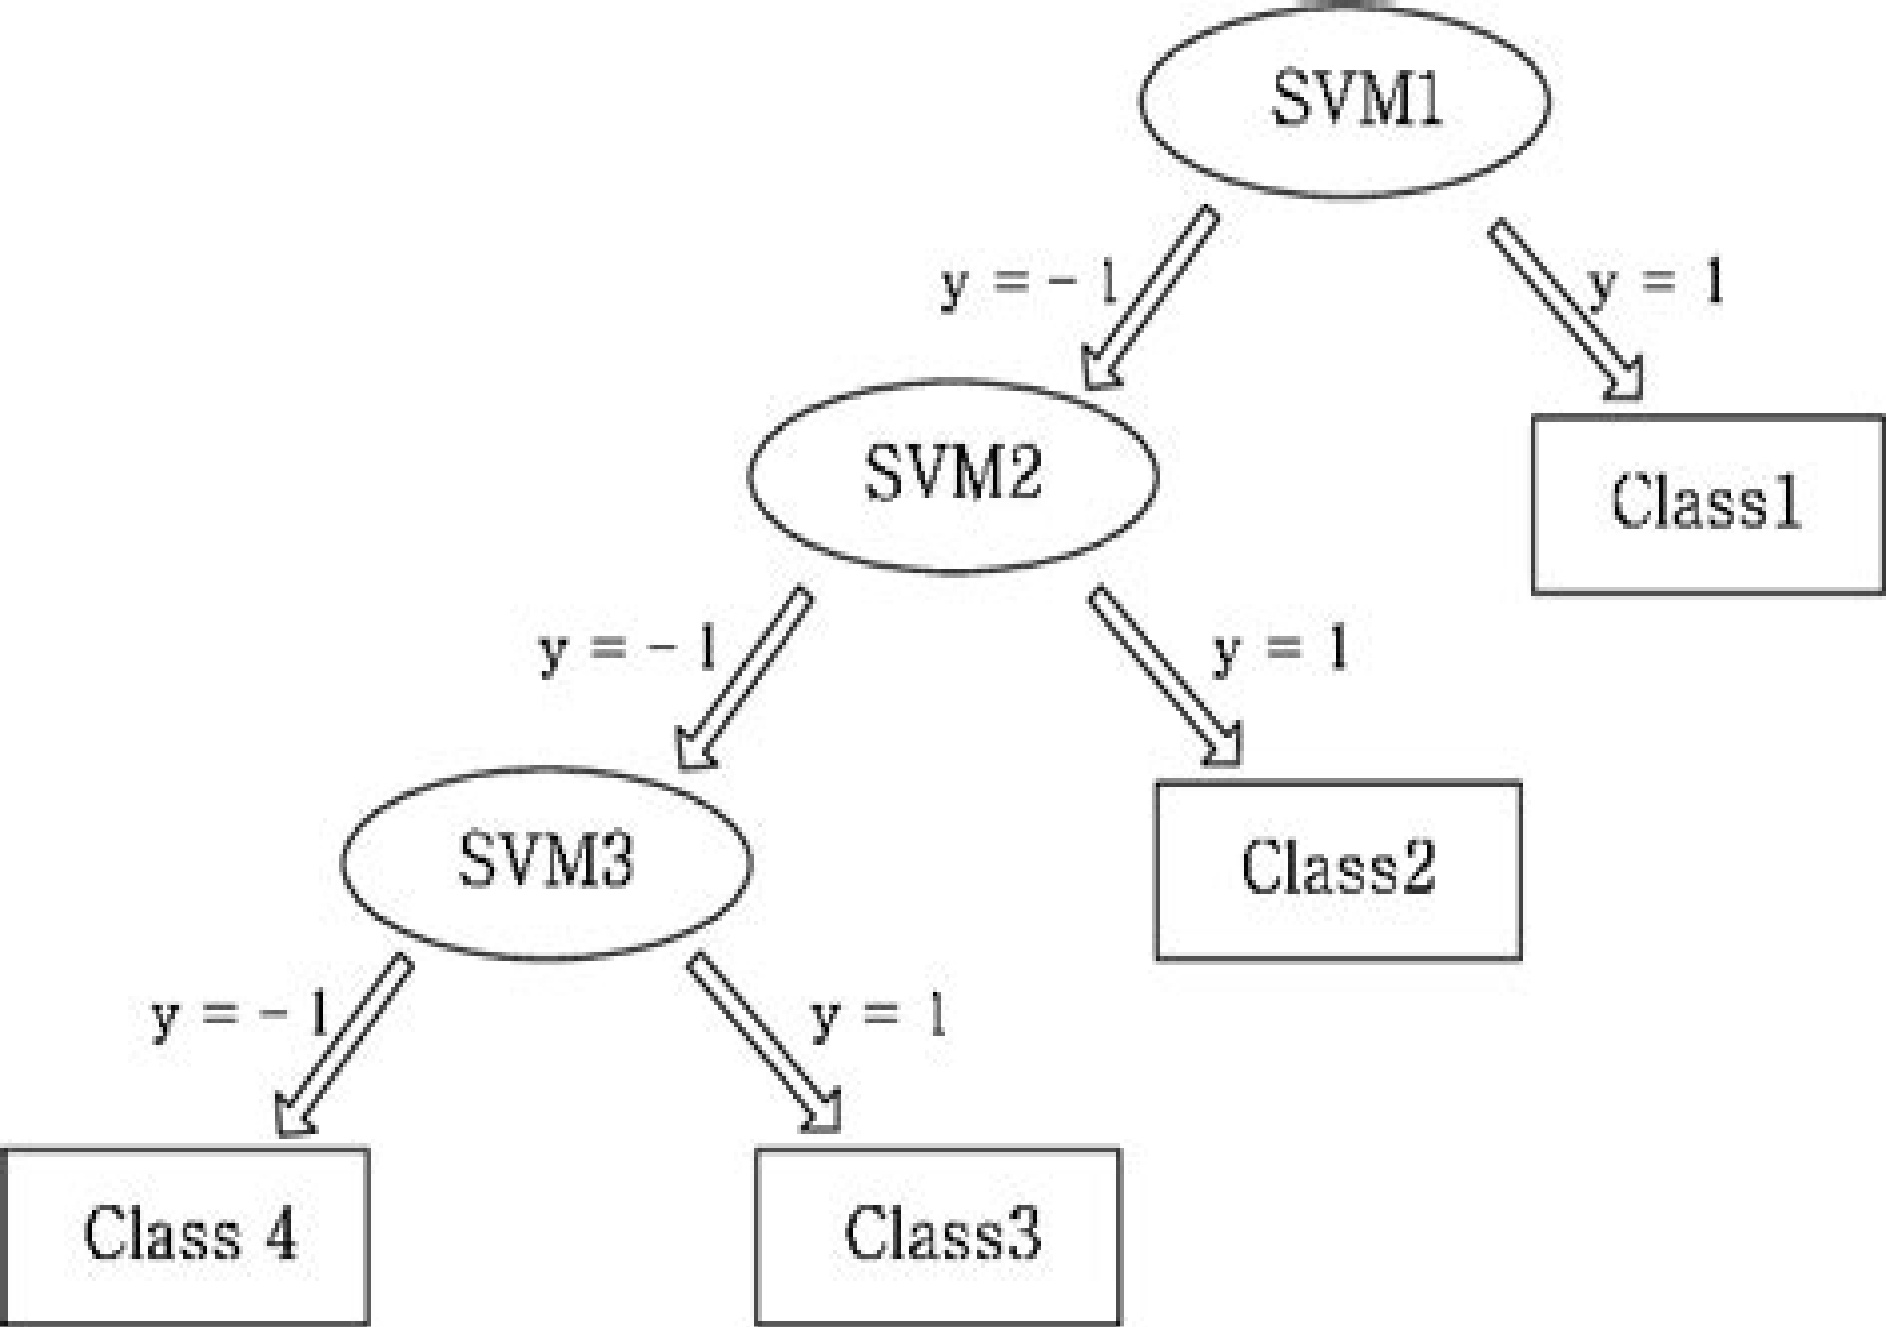 SVM1
y = - 1
y = 1
SVM2
Class1
y = - 1
y = 1
SVM3
Class2
y = - 1
y = 1
Class 4
Class3